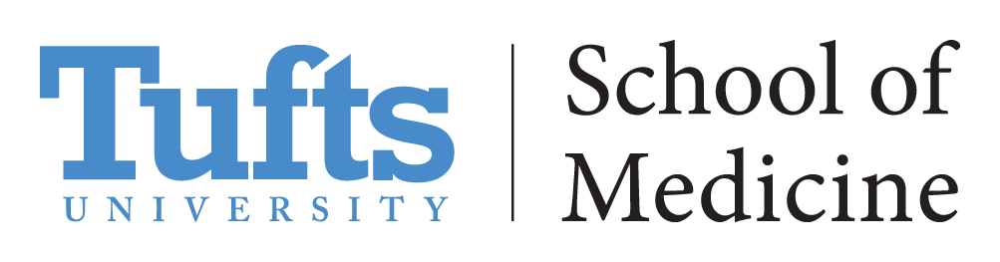 Tufts
UNIVERSITY
School of
Medicine